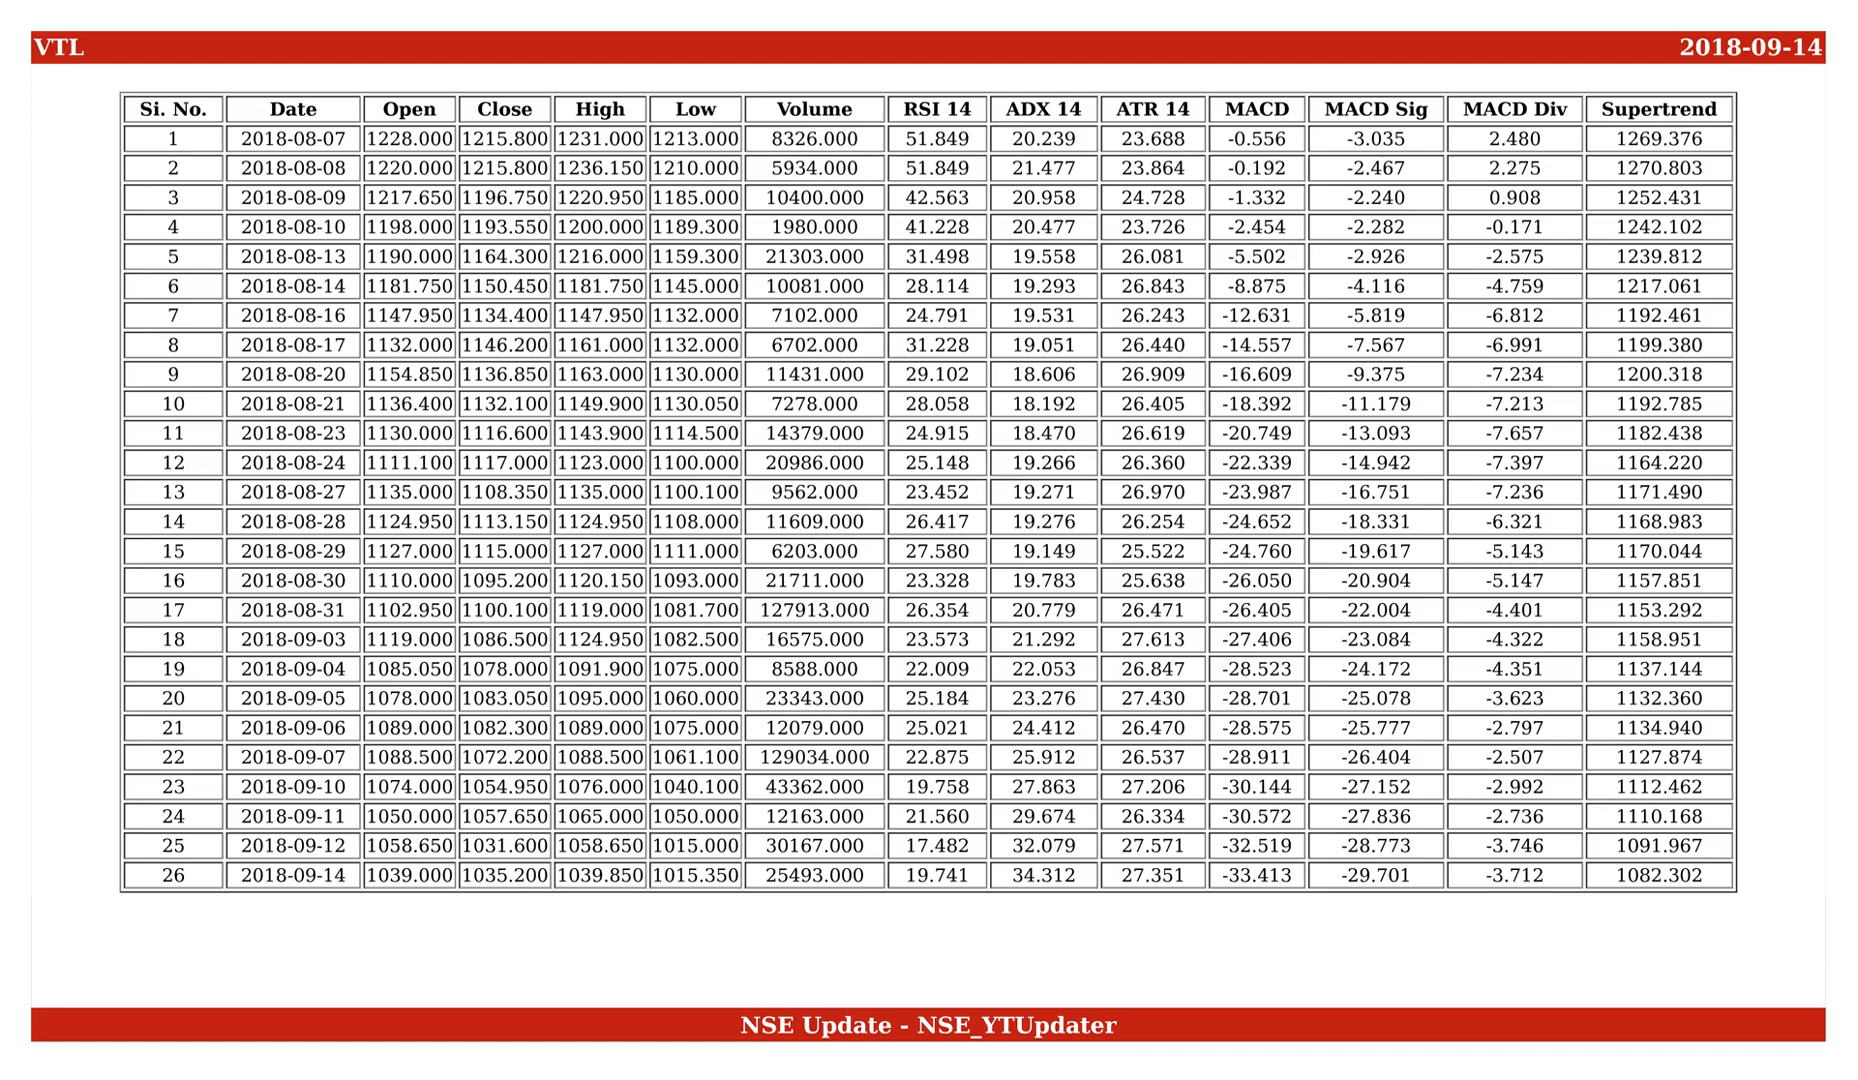 VTL 2018-09-14
Si. No. Date Open Close High Low Volume RSI 14 ADX 14 ATR 14 MACD MACD Sig MACD Div Supertrend
1 2018-08-07 1228.000 1215.800 1231.000 1213.000 8326.000 51.849 20.239 23.688 -0.556 -3.035 2.480 1269.376
2 2018-08-08 1220.000 1215.800 1236.150 1210.000 5934.000 51.849 21.477 23.864 -0.192 -2.467 2.275 1270.803
3 2018-08-09 1217.650 1196.750 1220.950 1185.000 10400.000 42.563 20.958 24.728 -1.332 -2.240 0.908 1252.431
4 2018-08-10 1198.000 1193.550 1200.000 1189.300 1980.000 41.228 20.477 23.726 -2.454 -2.282 -0.171 1242.102
5 2018-08-13 1190.000 1164.300 1216.000 1159.300 21303.000 31.498 19.558 26.081 -5.502 -2.926 -2.575 1239.812
6 2018-08-14 1181.750 1150.450 1181.750 1145.000 10081.000 28.114 19.293 26.843 -8.875 -4.116 -4.759 1217.061
7 2018-08-16 1147.950 1134.400 1147.950 1132.000 7102.000 24.791 19.531 26.243 -12.631 -5.819 -6.812 1192.461
8 2018-08-17 1132.000 1146.200 1161.000 1132.000 6702.000 31.228 19.051 26.440 -14.557 -7.567 -6.991 1199.380
9 2018-08-20 1154.850 1136.850 1163.000 1130.000 11431.000 29.102 18.606 26.909 -16.609 -9.375 -7.234 1200.318
10 2018-08-21 1136.400 1132.100 1149.900 1130.050 7278.000 28.058 18.192 26.405 -18.392 -11.179 -7.213 1192.785
11 2018-08-23 1130.000 1116.600 1143.900 1114.500 14379.000 24.915 18.470 26.619 -20.749 -13.093 -7.657 1182.438
12 2018-08-24 1111.100 1117.000 1123.000 1100.000 20986.000 25.148 19.266 26.360 -22.339 -14.942 -7.397 1164.220
13 2018-08-27 1135.000 1108.350 1135.000 1100.100 9562.000 23.452 19.271 26.970 -23.987 -16.751 -7.236 1171.490
14 2018-08-28 1124.950 1113.150 1124.950 1108.000 11609.000 26.417 19.276 26.254 -24.652 -18.331 -6.321 1168.983
15 2018-08-29 1127.000 1115.000 1127.000 1111.000 6203.000 27.580 19.149 25.522 -24.760 -19.617 -5.143 1170.044
16 2018-08-30 1110.000 1095.200 1120.150 1093.000 21711.000 23.328 19.783 25.638 -26.050 -20.904 -5.147 1157.851
17 2018-08-31 1102.950 1100.100 1119.000 1081.700 127913.000 26.354 20.779 26.471 -26.405 -22.004 -4.401 1153.292
18 2018-09-03 1119.000 1086.500 1124.950 1082.500 16575.000 23.573 21.292 27.613 -27.406 -23.084 -4.322 1158.951
19 2018-09-04 1085.050 1078.000 1091.900 1075.000 8588.000 22.009 22.053 26.847 -28.523 -24.172 -4.351 1137.144
20 2018-09-05 1078.000 1083.050 1095.000 1060.000 23343.000 25.184 23.276 27.430 -28.701 -25.078 -3.623 1132.360
21 2018-09-06 1089.000 1082.300 1089.000 1075.000 12079.000 25.021 24.412 26.470 -28.575 -25.777 -2.797 1134.940
22 2018-09-07 1088.500 1072.200 1088.500 1061.100 129034.000 22.875 25.912 26.537 -28.911 -26.404 -2.507 1127.874
23 2018-09-10 1074.000 1054.950 1076.000 1040.100 43362.000 19.758 27.863 27.206 -30.144 -27.152 -2.992 1112.462
24 2018-09-11 1050.000 1057.650 1065.000 1050.000 12163.000 21.560 29.674 26.334 -30.572 -27.836 -2.736 1110.168
25 2018-09-12 1058.650 1031.600 1058.650 1015.000 30167.000 17.482 32.079 27.571 -32.519 -28.773 -3.746 1091.967
26 2018-09-14 1039.000 1035.200 1039.850 1015.350 25493.000 19.741 34.312 27.351 -33.413 -29.701 -3.712 1082.302
NSE Update - NSE_YTUpdater